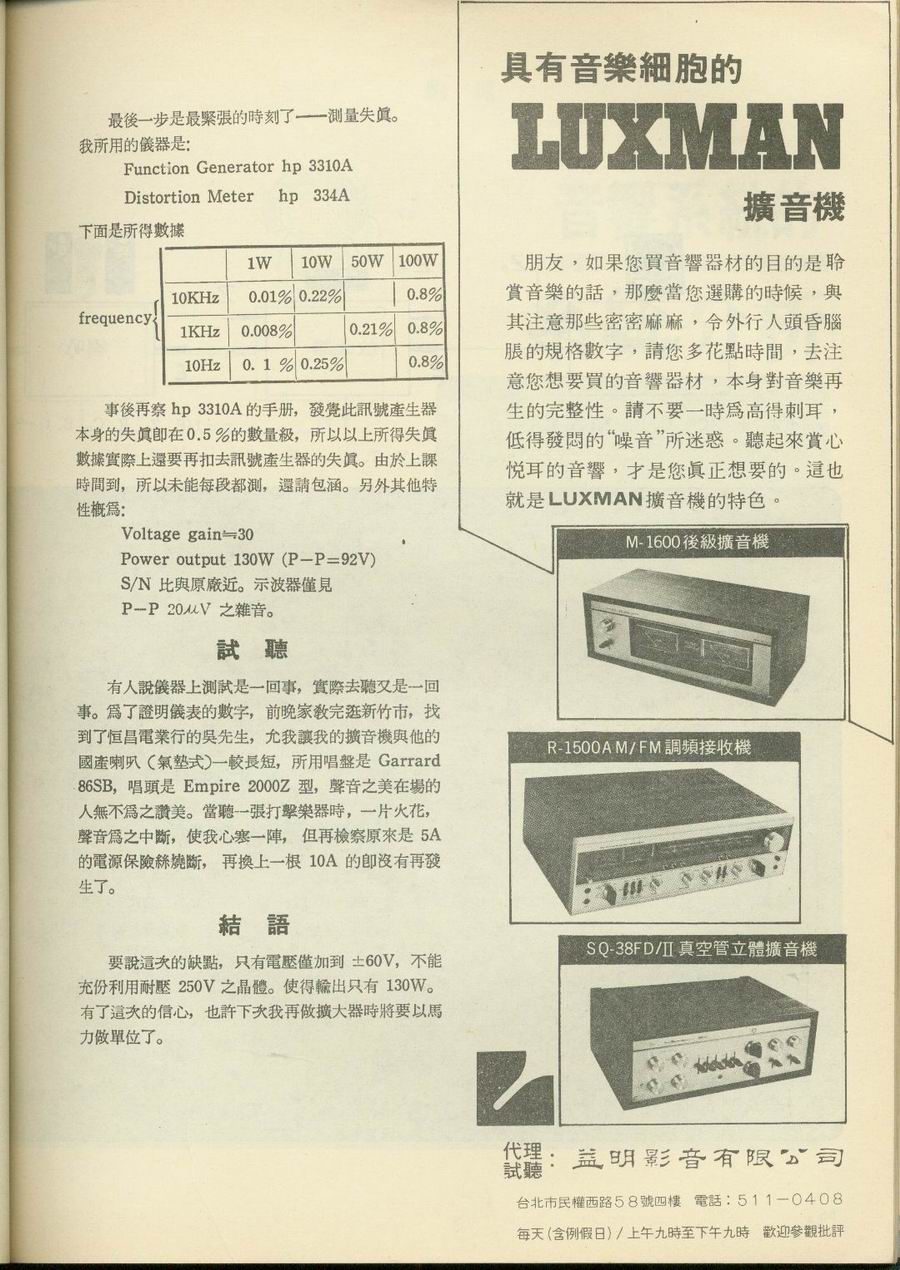 最後一步是最緊張的時刻了——測量失眞。
我所用的儀器是:
Function Generator hp 3310A
Distortion Meter hp 334A
下面是所得數據
1W 10W 50W 100W
frequency{
10KHz 0.01% 0.22% 0.8%
1KHz 0.008% 0.21% 0.8%
10Hz 0. 1 % 0.25% 0.8%
事後再察 hp 3310A 的手册，發覺此訊號產生器
本身的失眞卽在0.5％的數量級，所以以上所得失眞
數據實際上還要再扣去訊號產生器的失眞。由於上課
時間到，所以未能每段都測，還請包涵。另外其他特
性概爲:
Voltage gain≒30
Power output 130W (P−P=92V)
S/N 比與原廠近。示波器僅見
P−P 20μV 之雜音。
試　聽
有人說儀器上測試是一回事，實際去聽又是一回
事。爲了證明儀表的數字，前晚家敎完逛新竹市，找
到了恒昌電業行的吳先生，允我讓我的擴音機與他的
國產喇叭（氣墊式）一較長短，所用唱盤是 Garrard
86SB，唱頭是 Empire 2000Z 型，聲音之美在場的
人無不爲之讚美。當聽一張打擊樂器時，一片火花，
聲音爲之中斷，使我心寒一陣，但再檢察原來是 5A
的電源保險絲燒斷，再換上一根 10A 的卽沒有再發
生了。
結　語
要說這次的缺點，只有電壓僅加到 ±60V，不能
充份利用耐壓 250V 之晶體。使得輸出只有 130W。
有了這次的信心，也許下次我再做擴大器時將要以馬
力做單位了。
具有音樂細胞的
LUXMAN
擴音機
朋友，如果您買音響器材的目的是聆
賞音樂的話，那麼當您選購的時候，與
其注意那些密密麻麻，令外行人頭昏腦
脹的規格數字，請您多花點時間，去注
意您想要買的音響器材，本身對音樂再
生的完整性。請不要一時爲高得刺耳，
低得發悶的“噪音”所迷惑。聽起來賞心
悅耳的音響，才是您眞正想要的。這也
就是LUXMAN擴音機的特色。
M-1600後級擴音機
R-1500AM/FM調頻接收機
SQ-38FD/Ⅱ真空管立體擴音機
代理
試聽：益明影音有限公司
台北市民權西路58號四樓　電話：511−0408
每天(含例假日)/上午九時至下午九時　歡迎參觀批評